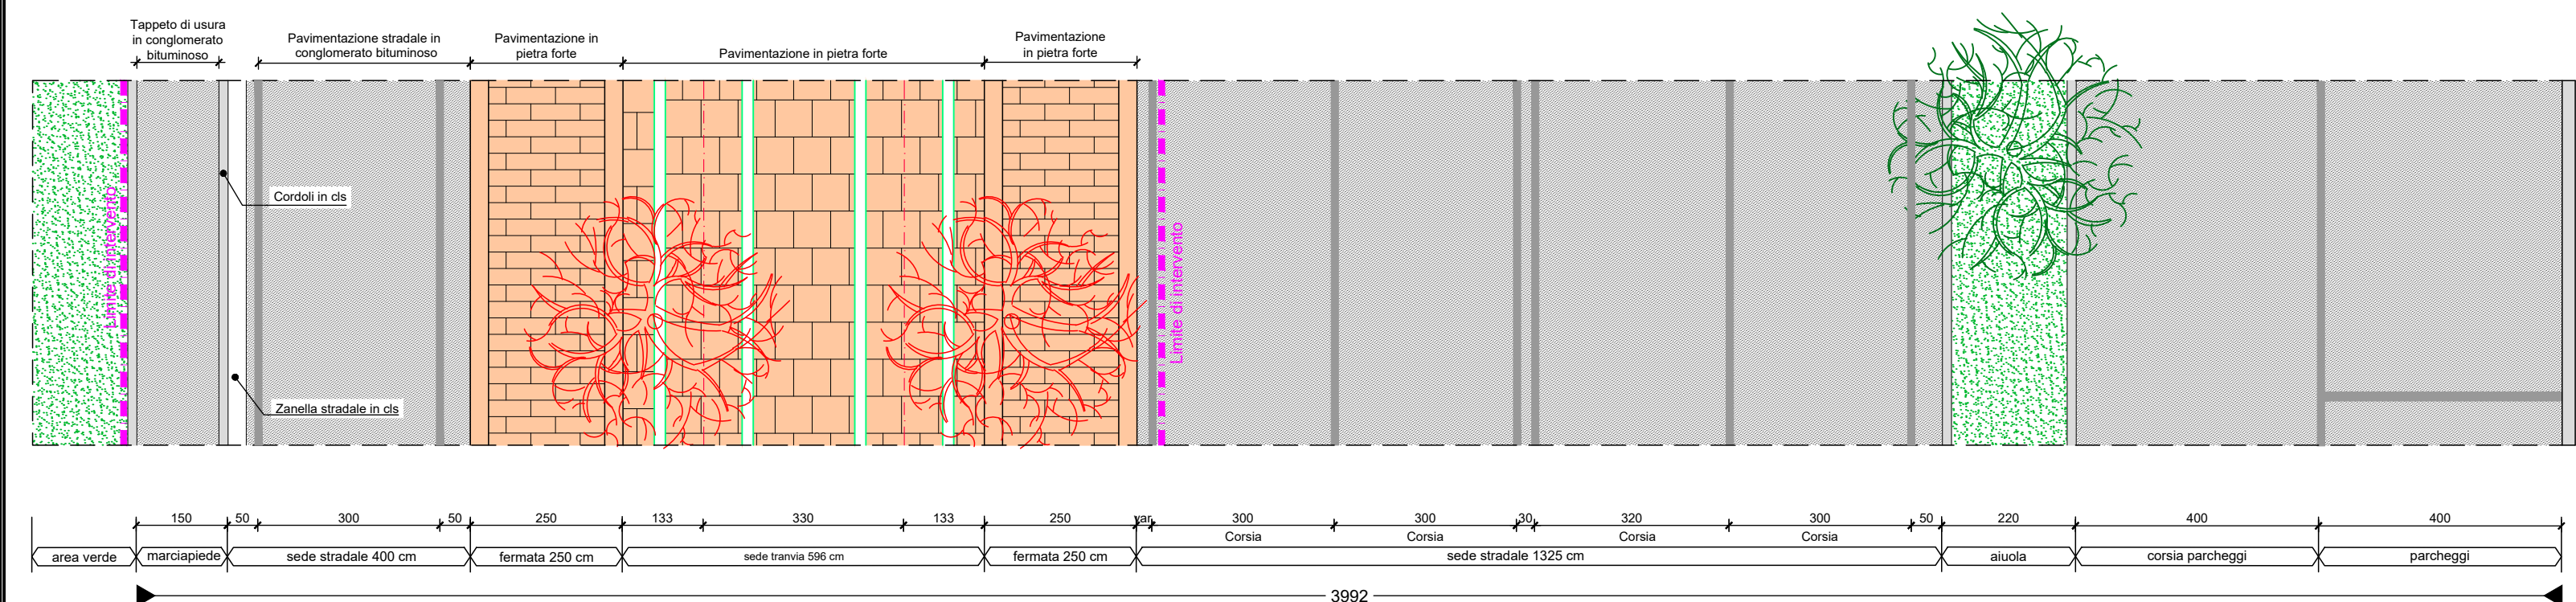 Tappeto di usura
in conglomerato
bituminoso
Pavimentazione stradale in
conglomerato bituminoso
Pavimentazione in
pietra forte
Pavimentazione in pietra forte
Pavimentazione
in pietra forte
Limite di intervento
Cordoli in cls
Zanella stradale in cls
Limite di intervento
150 50 300 50 250 133 330 133 250 var. 300 300 30 320 300 50 220 400 400
Corsia Corsia Corsia Corsia
area verde marciapiede sede stradale 400 cm fermata 250 cm sede tranvia 596 cm fermata 250 cm sede stradale 1325 cm aiuola corsia parcheggi parcheggi
3992